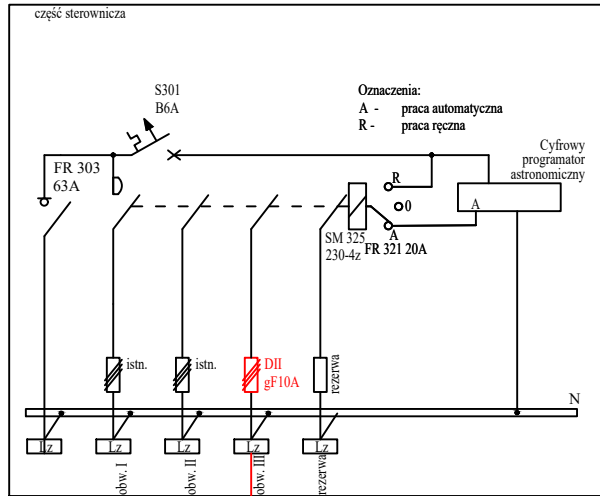 część sterownicza
S301
B6A
Oznaczenia:
A - praca automatyczna
R - praca ręczna
Cyfrowy
programator
astronomiczny
FR 303
63A
R
0
A
A
SM 325
230-4z
FR 321 20A
istn.
istn.
DII
gF10A
rezerwa
N
Lz
Lz
Lz
Lz
Lz
obw. I
obw. II
obw. III
rezerwa